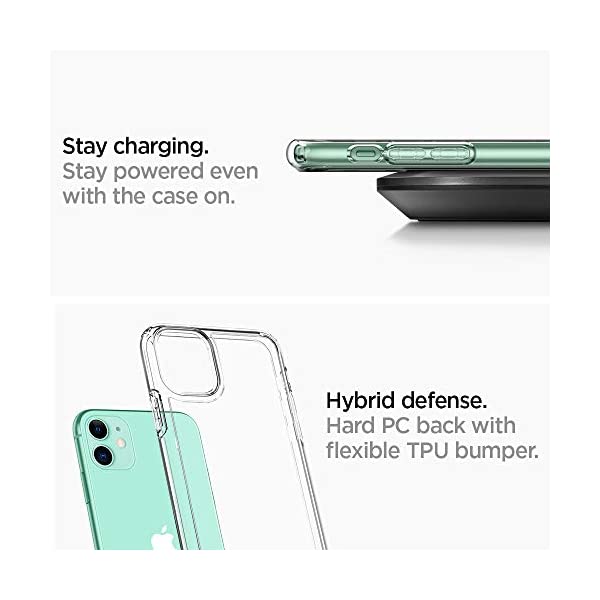 Stay charging.
Stay powered even
with the case on.
Hybrid defense.
Hard PC back with
flexible TPU bumper.